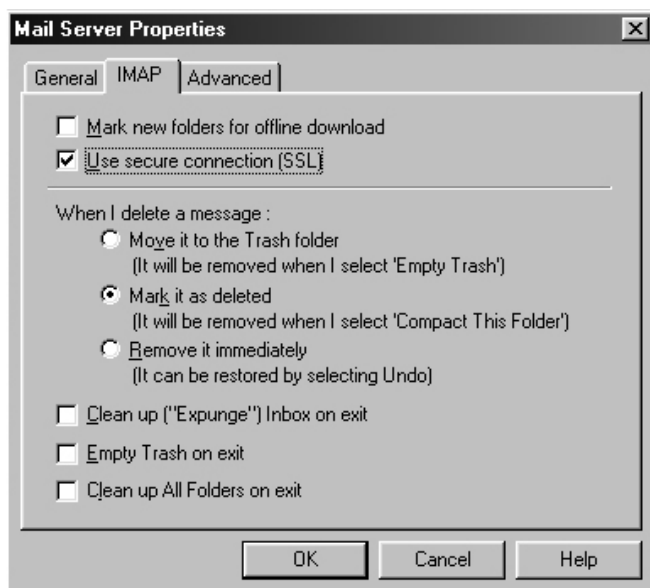 Mail Server Properties
General IMAP Advanced
Mark new folders for offline download
Use secure connection (SSL)
When I delete a message :
Move it to the Trash folder
(It will be removed when I select 'Empty Trash')
Mark it as deleted
(It will be removed when I select 'Compact This Folder')
Remove it immediately
(It can be restored by selecting Undo)
Clean up ("Expunge") Inbox on exit
Empty Trash on exit
Clean up All Folders on exit
OK Cancel Help